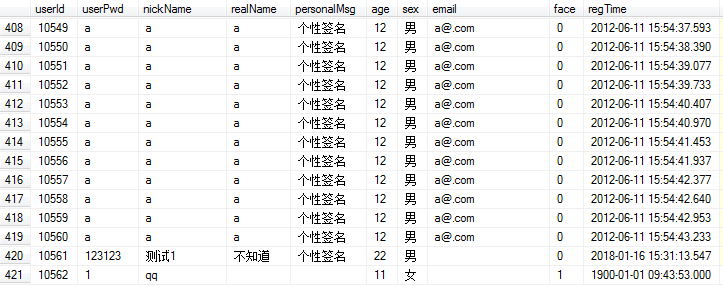 userId userPwd nickName realName personalMsg age sex email face regTime
408 10549 a a a 个性签名 12 男 a@.com 0 2012-06-11 15:54:37.593
409 10550 a a a 个性签名 12 男 a@.com 0 2012-06-11 15:54:38.390
410 10551 a a a 个性签名 12 男 a@.com 0 2012-06-11 15:54:39.077
411 10552 a a a 个性签名 12 男 a@.com 0 2012-06-11 15:54:39.733
412 10553 a a a 个性签名 12 男 a@.com 0 2012-06-11 15:54:40.407
413 10554 a a a 个性签名 12 男 a@.com 0 2012-06-11 15:54:40.970
414 10555 a a a 个性签名 12 男 a@.com 0 2012-06-11 15:54:41.453
415 10556 a a a 个性签名 12 男 a@.com 0 2012-06-11 15:54:41.937
416 10557 a a a 个性签名 12 男 a@.com 0 2012-06-11 15:54:42.377
417 10558 a a a 个性签名 12 男 a@.com 0 2012-06-11 15:54:42.640
418 10559 a a a 个性签名 12 男 a@.com 0 2012-06-11 15:54:42.953
419 10560 a a a 个性签名 12 男 a@.com 0 2012-06-11 15:54:43.233
420 10561 123123 测试1 不知道 个性签名 22 男 0 2018-01-16 15:31:13.547
421 10562 1 qq 11 女 1 1900-01-01 09:43:53.000